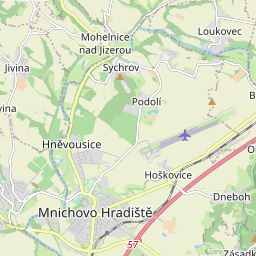 Mohelnice
nad Jizerou
Loukovec
Jivina
Sychrov
Podolí
Hněvousice
Hoškovice
Dneboh
Mnichovo Hradiště
57